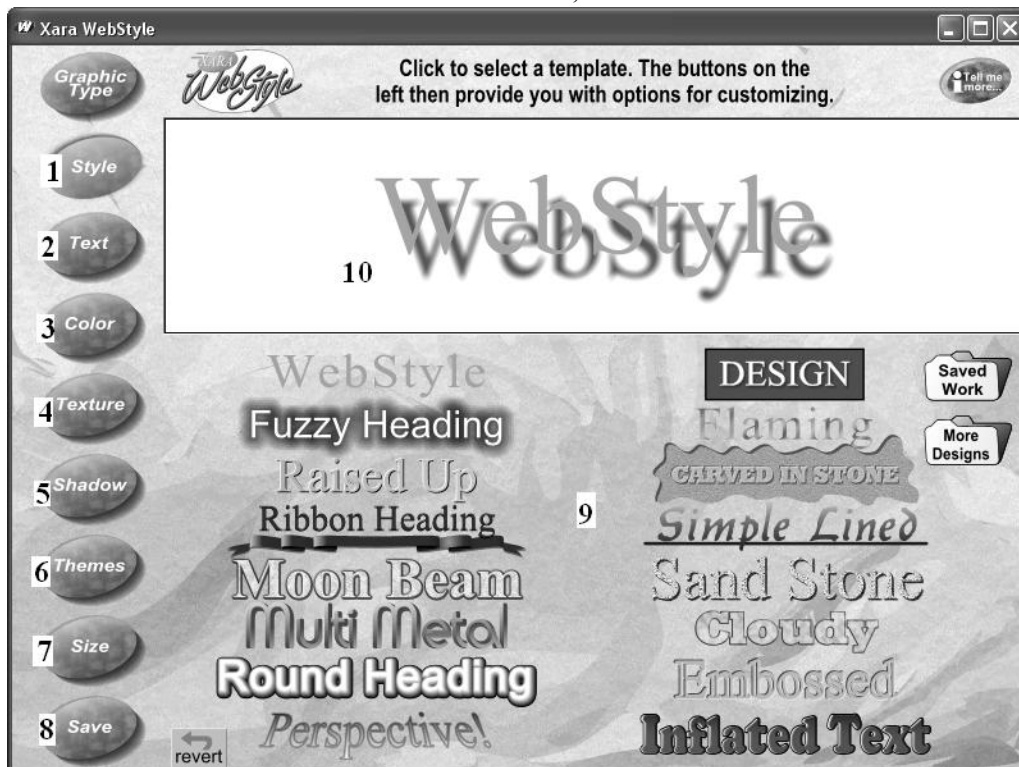 Xara WebStyle
Graphic
Type
XARA
WebStyle
Click to select a template. The buttons on the
left then provide you with options for customizing.
i Tell me
more...
1 Style
2 Text
3 Color
4 Texture
5 Shadow
6 Themes
7 Size
8 Save
WebStyle
WebStyle
10
WebStyle
Fuzzy Heading
Raised Up
Ribbon Heading
Moon Beam
Multi Metal
Round Heading
Perspective!
revert
9
DESIGN
Flaming
CARVED IN STONE
Simple Lined
Sand Stone
Cloudy
Embossed
Inflated Text
Saved
Work
More
Designs